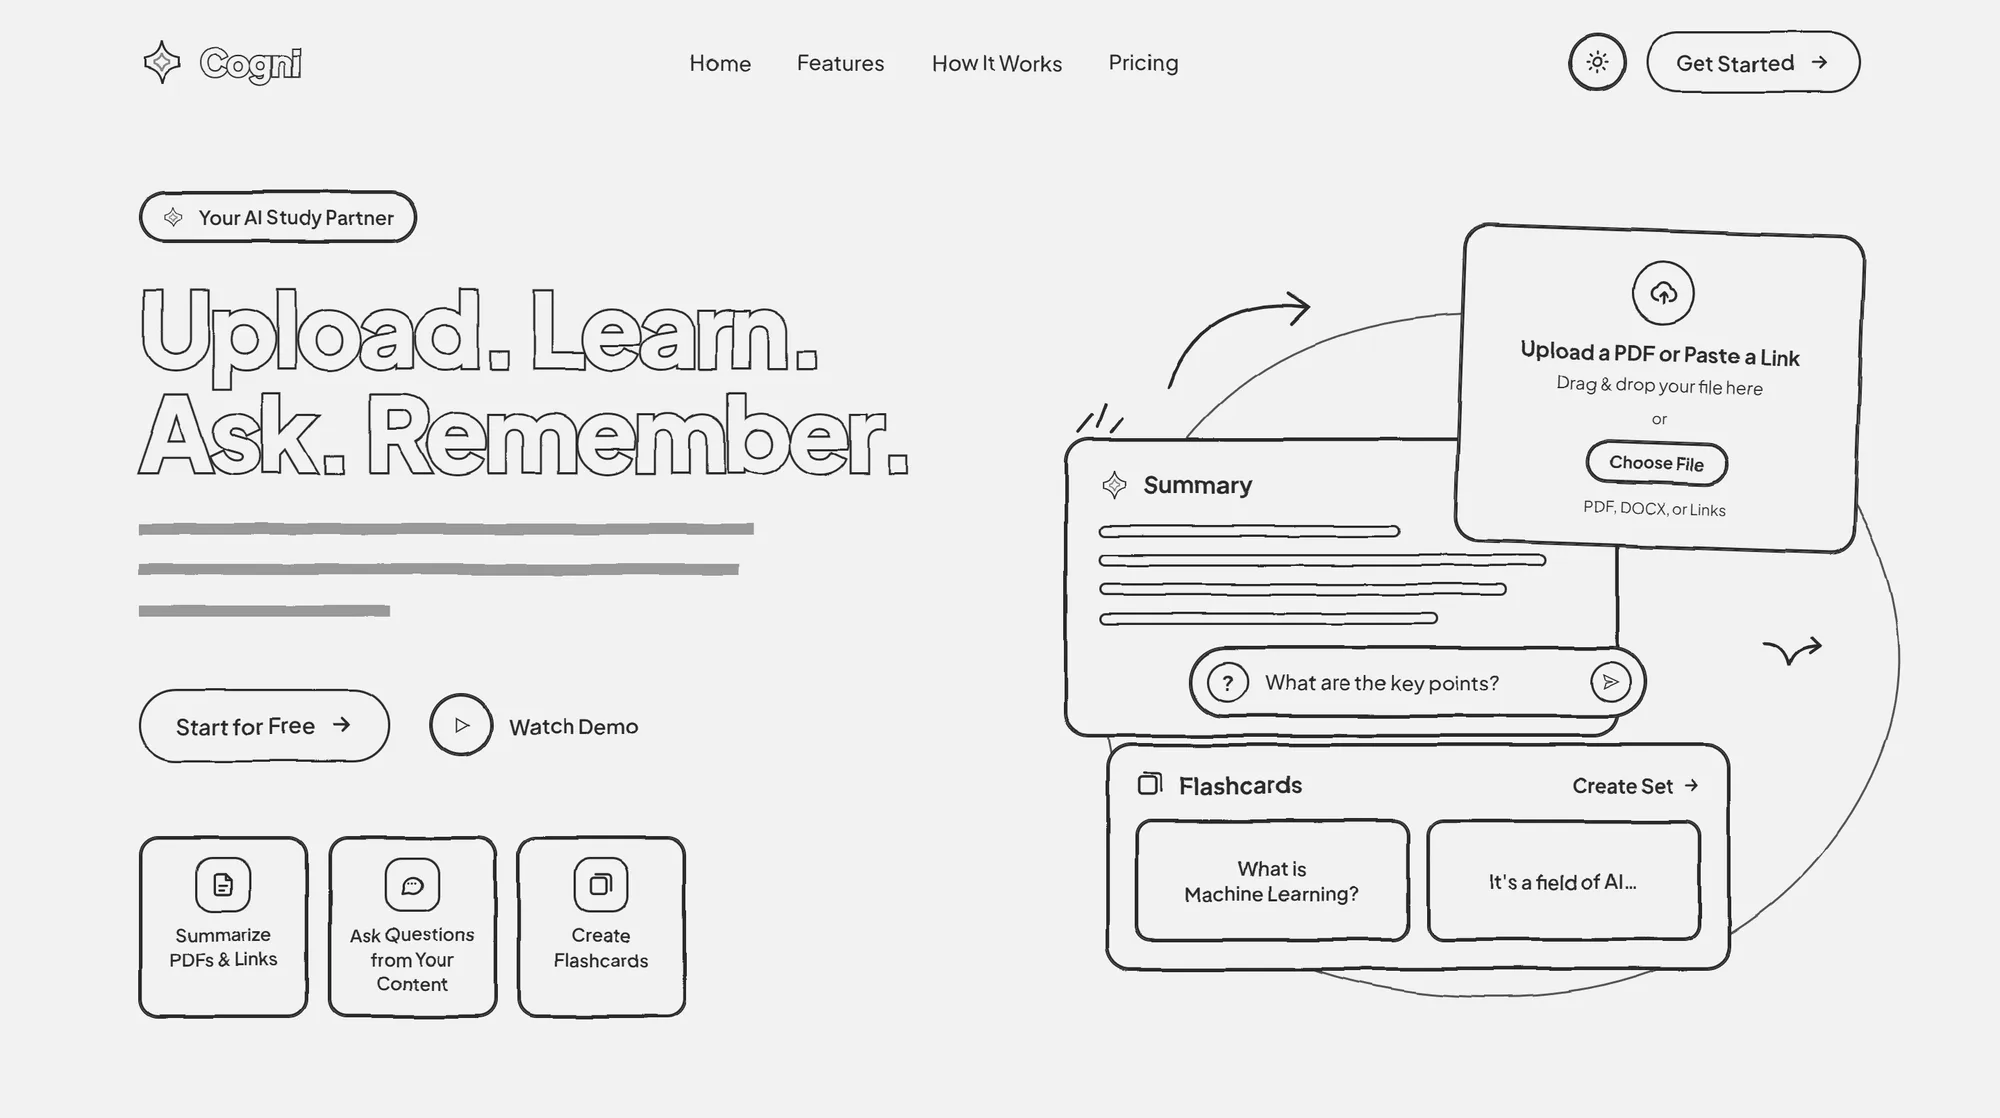 Cogni
Home
Features
How It Works
Pricing
Get Started
Your AI Study Partner
Upload. Learn.
Ask. Remember.
Start for Free
Watch Demo
Summarize
PDFs & Links
Ask Questions
from Your
Content
Create
Flashcards
Upload a PDF or Paste a Link
Drag & drop your file here
or
Choose File
PDF, DOCX, or Links
Summary
?
What are the key points?
Flashcards
Create Set
What is
Machine Learning?
It's a field of AI...